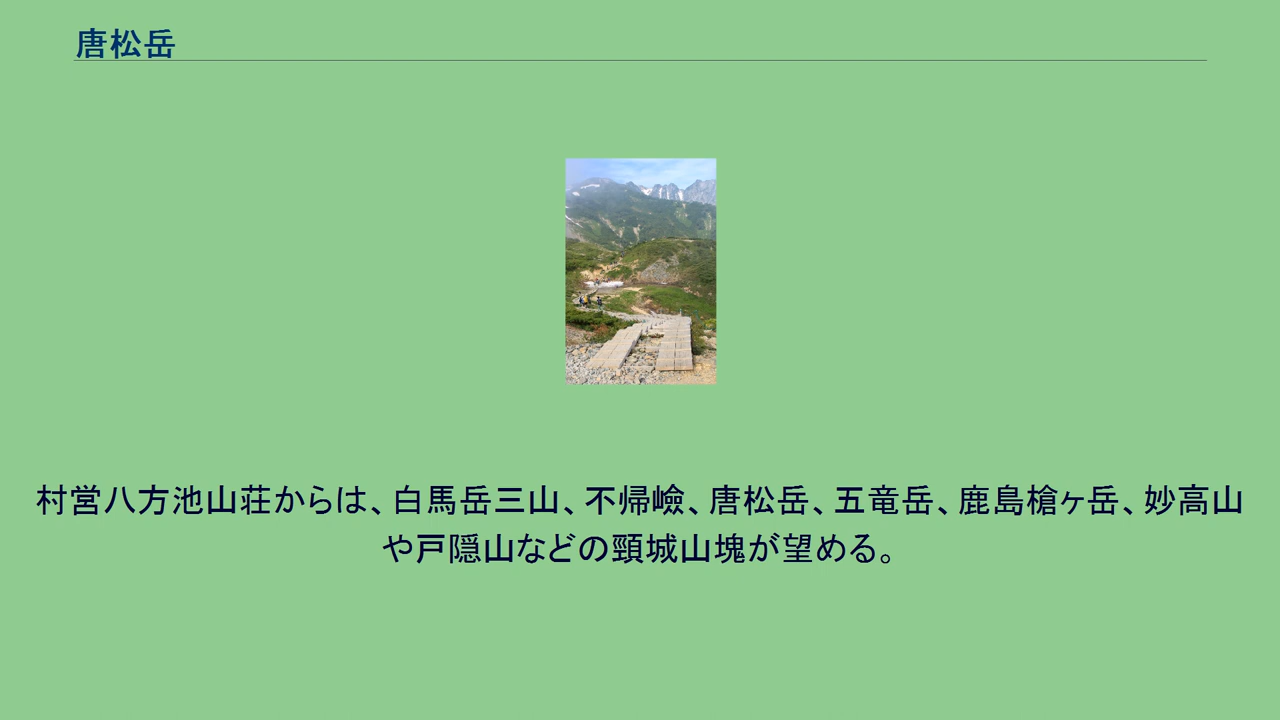 唐松岳
村営八方池山荘からは、白馬岳三山、不帰嶮、唐松岳、五竜岳、鹿島槍ヶ岳、妙高山
や戸隠山などの頸城山塊が望める。